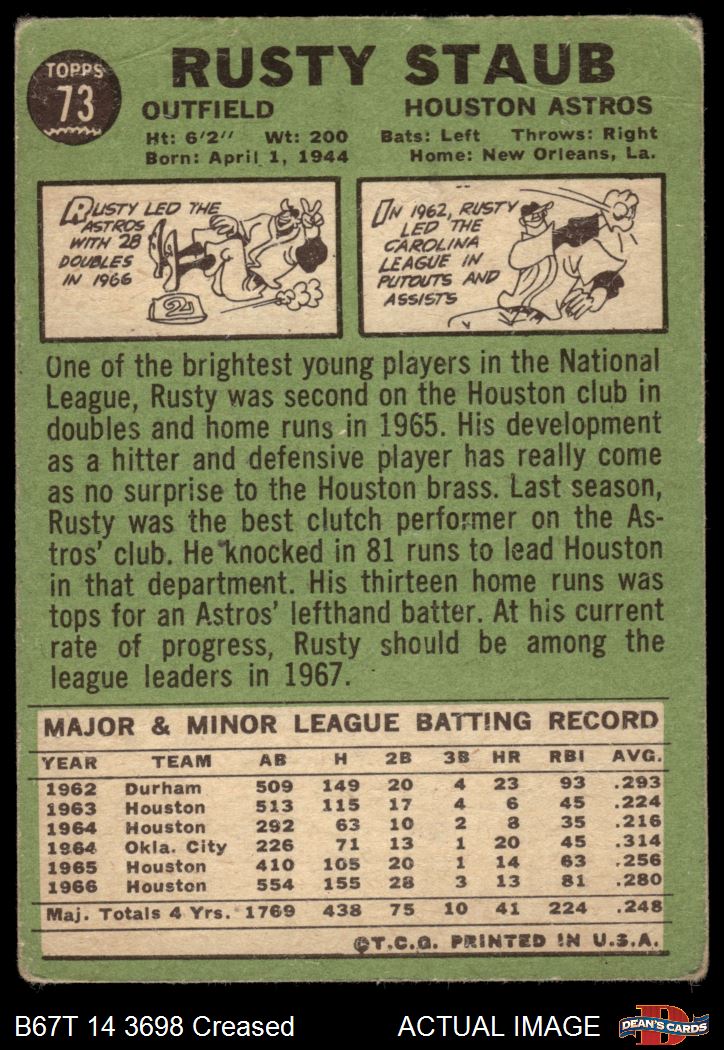 TOPPS
73
RUSTY STAUB
OUTFIELD HOUSTON ASTROS
Ht: 6'2" Wt: 200 Bats: Left Throws: Right
Born: April 1, 1944 Home: New Orleans, La.
RUSTY LED THE
ASTROS
WITH 28
DOUBLES
IN 1966
2
IN 1962, RUSTY
LED THE
CAROLINA
LEAGUE IN
PUTOUTS AND
ASSISTS
One of the brightest young players in the National
League, Rusty was second on the Houston club in
doubles and home runs in 1965. His development
as a hitter and defensive player has really come
as no surprise to the Houston brass. Last season,
Rusty was the best clutch performer on the As-
tros' club. He knocked in 81 runs to lead Houston
in that department. His thirteen home runs was
tops for an Astros' lefthand batter. At his current
rate of progress, Rusty should be among the
league leaders in 1967.
MAJOR & MINOR LEAGUE BATTING RECORD
YEAR TEAM AB H 2B 3B HR RBI AVG.
1962 Durham 509 149 20 4 23 93 .293
1963 Houston 513 115 17 4 6 45 .224
1964 Houston 292 63 10 2 8 35 .216
1964 Okla. City 226 71 13 1 20 45 .314
1965 Houston 410 105 20 1 14 63 .256
1966 Houston 554 155 28 3 13 81 .280
Maj. Totals 4 Yrs. 1769 438 75 10 41 224 .248
©T.C.G. PRINTED IN U.S.A.
B67T 14 3698 Creased ACTUAL IMAGE
D
DEAN'S CARDS